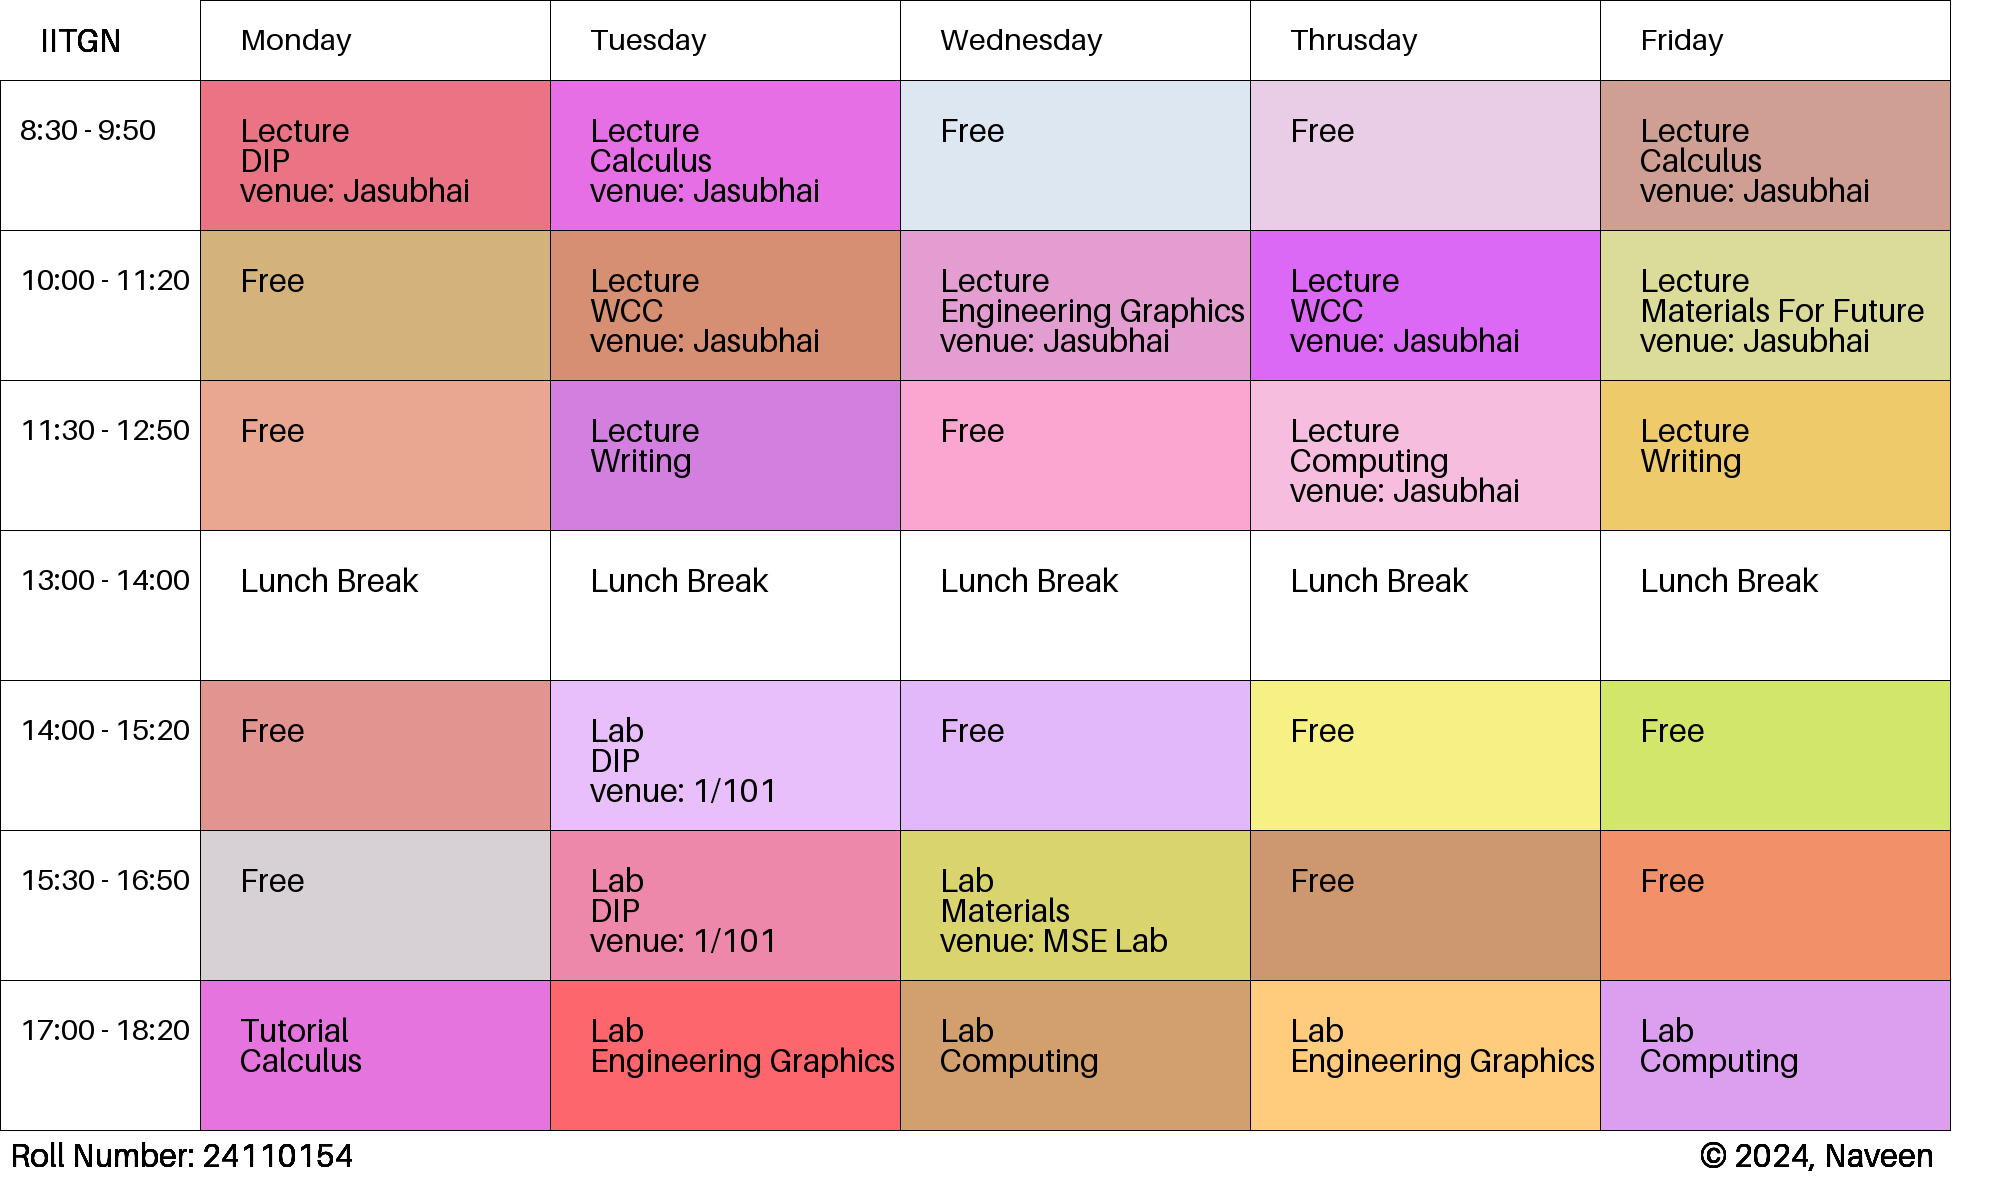 IITGN Monday Tuesday Wednesday Thrusday Friday
8:30 - 9:50
Lecture
DIP
venue: Jasubhai
Lecture
Calculus
venue: Jasubhai
Free
Free
Lecture
Calculus
venue: Jasubhai
10:00 - 11:20
Free
Lecture
WCC
venue: Jasubhai
Lecture
Engineering Graphics
venue: Jasubhai
Lecture
WCC
venue: Jasubhai
Lecture
Materials For Future
venue: Jasubhai
11:30 - 12:50
Free
Lecture
Writing
Free
Lecture
Computing
venue: Jasubhai
Lecture
Writing
13:00 - 14:00
Lunch Break
Lunch Break
Lunch Break
Lunch Break
Lunch Break
14:00 - 15:20
Free
Lab
DIP
venue: 1/101
Free
Free
Free
15:30 - 16:50
Free
Lab
DIP
venue: 1/101
Lab
Materials
venue: MSE Lab
Free
Free
17:00 - 18:20
Tutorial
Calculus
Lab
Engineering Graphics
Lab
Computing
Lab
Engineering Graphics
Lab
Computing
Roll Number: 24110154
© 2024, Naveen